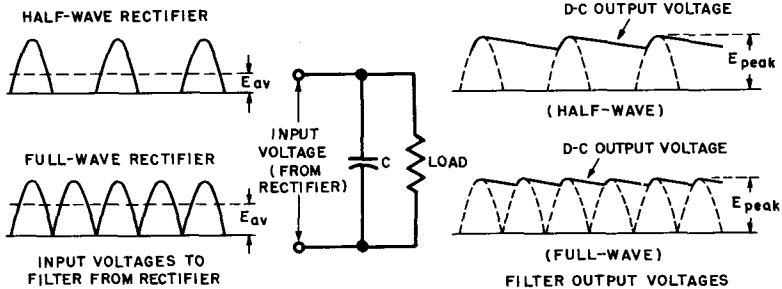 HALF-WAVE RECTIFIER
Eav
FULL-WAVE RECTIFIER
Eav
INPUT VOLTAGES TO
FILTER FROM RECTIFIER
INPUT
VOLTAGE
(FROM
RECTIFIER)
C
LOAD
D-C OUTPUT VOLTAGE
Epeak
(HALF-WAVE)
D-C OUTPUT VOLTAGE
Epeak
(FULL-WAVE)
FILTER OUTPUT VOLTAGES